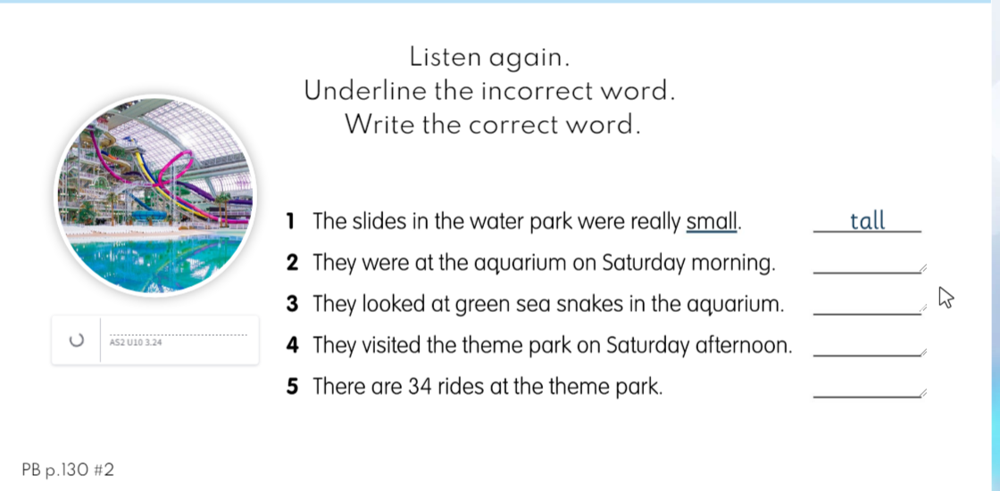 Listen again.
Underline the incorrect word.
Write the correct word.
1 The slides in the water park were really small. tall
2 They were at the aquarium on Saturday morning.
3 They looked at green sea snakes in the aquarium.
AS2 U10 3.24
4 They visited the theme park on Saturday afternoon.
5 There are 34 rides at the theme park.
PB p.130 #2